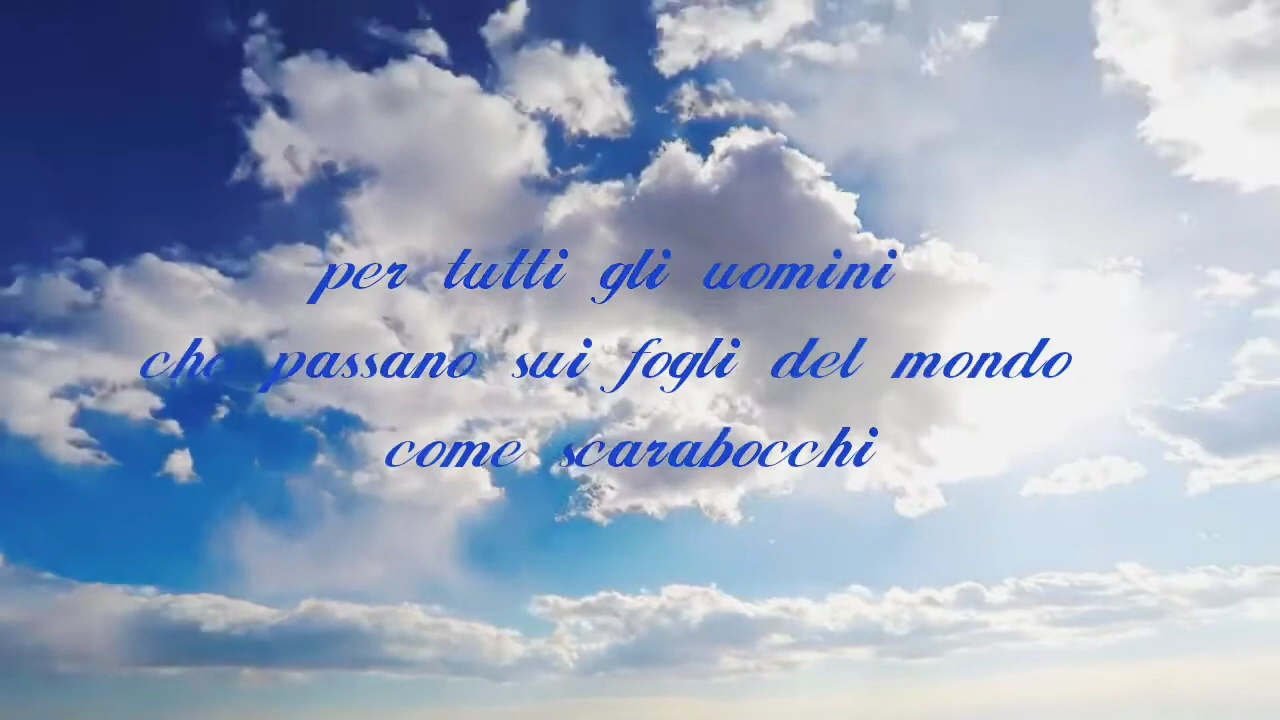 per tutti gli uomini
che passano sui fogli del mondo
come scarabocchi